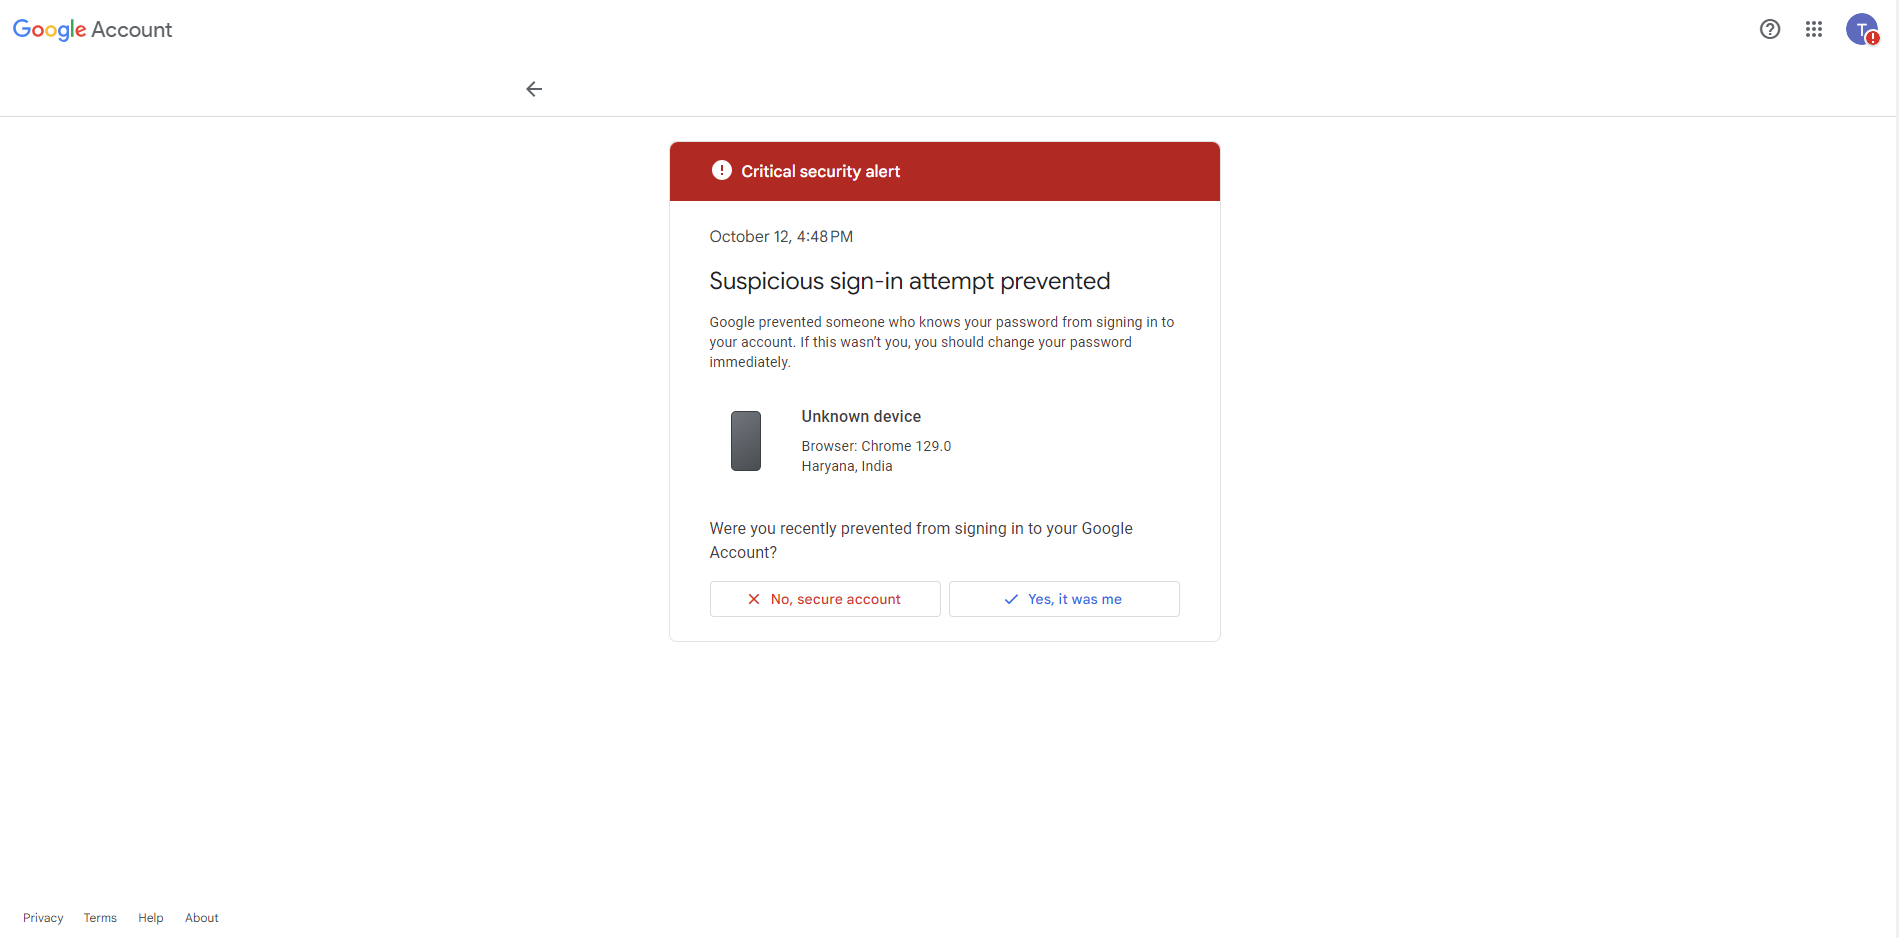 Google Account
T
Critical security alert
October 12, 4:48 PM
Suspicious sign-in attempt prevented
Google prevented someone who knows your password from signing in to
your account. If this wasn’t you, you should change your password
immediately.
Unknown device
Browser: Chrome 129.0
Haryana, India
Were you recently prevented from signing in to your Google
Account?
No, secure account
Yes, it was me
Privacy Terms Help About